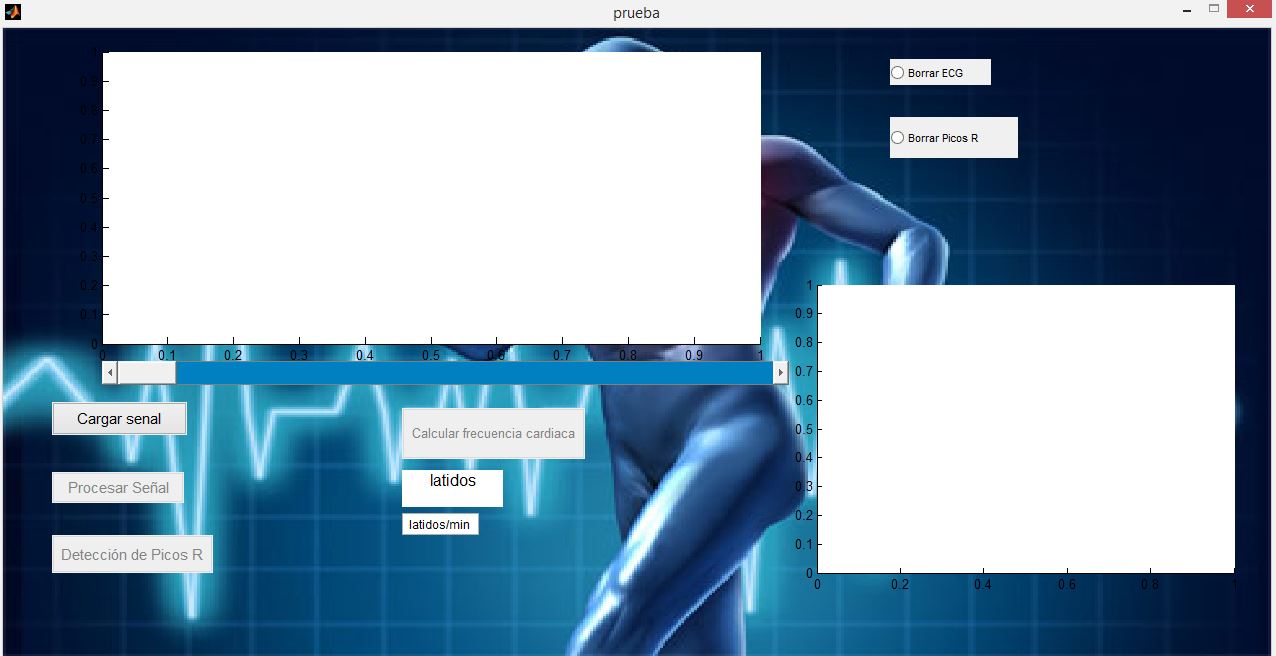 prueba
1
0.9
0.8
0.7
0.6
0.5
0.4
0.3
0.2
0.1
0
0 0.1 0.2 0.3 0.4 0.5 0.6 0.7 0.8 0.9 1
Borrar ECG
Borrar Picos R
Cargar senal
Procesar Señal
Detección de Picos R
Calcular frecuencia cardiaca
latidos
latidos/min
1
0.9
0.8
0.7
0.6
0.5
0.4
0.3
0.2
0.1
0
0 0.2 0.4 0.6 0.8 1